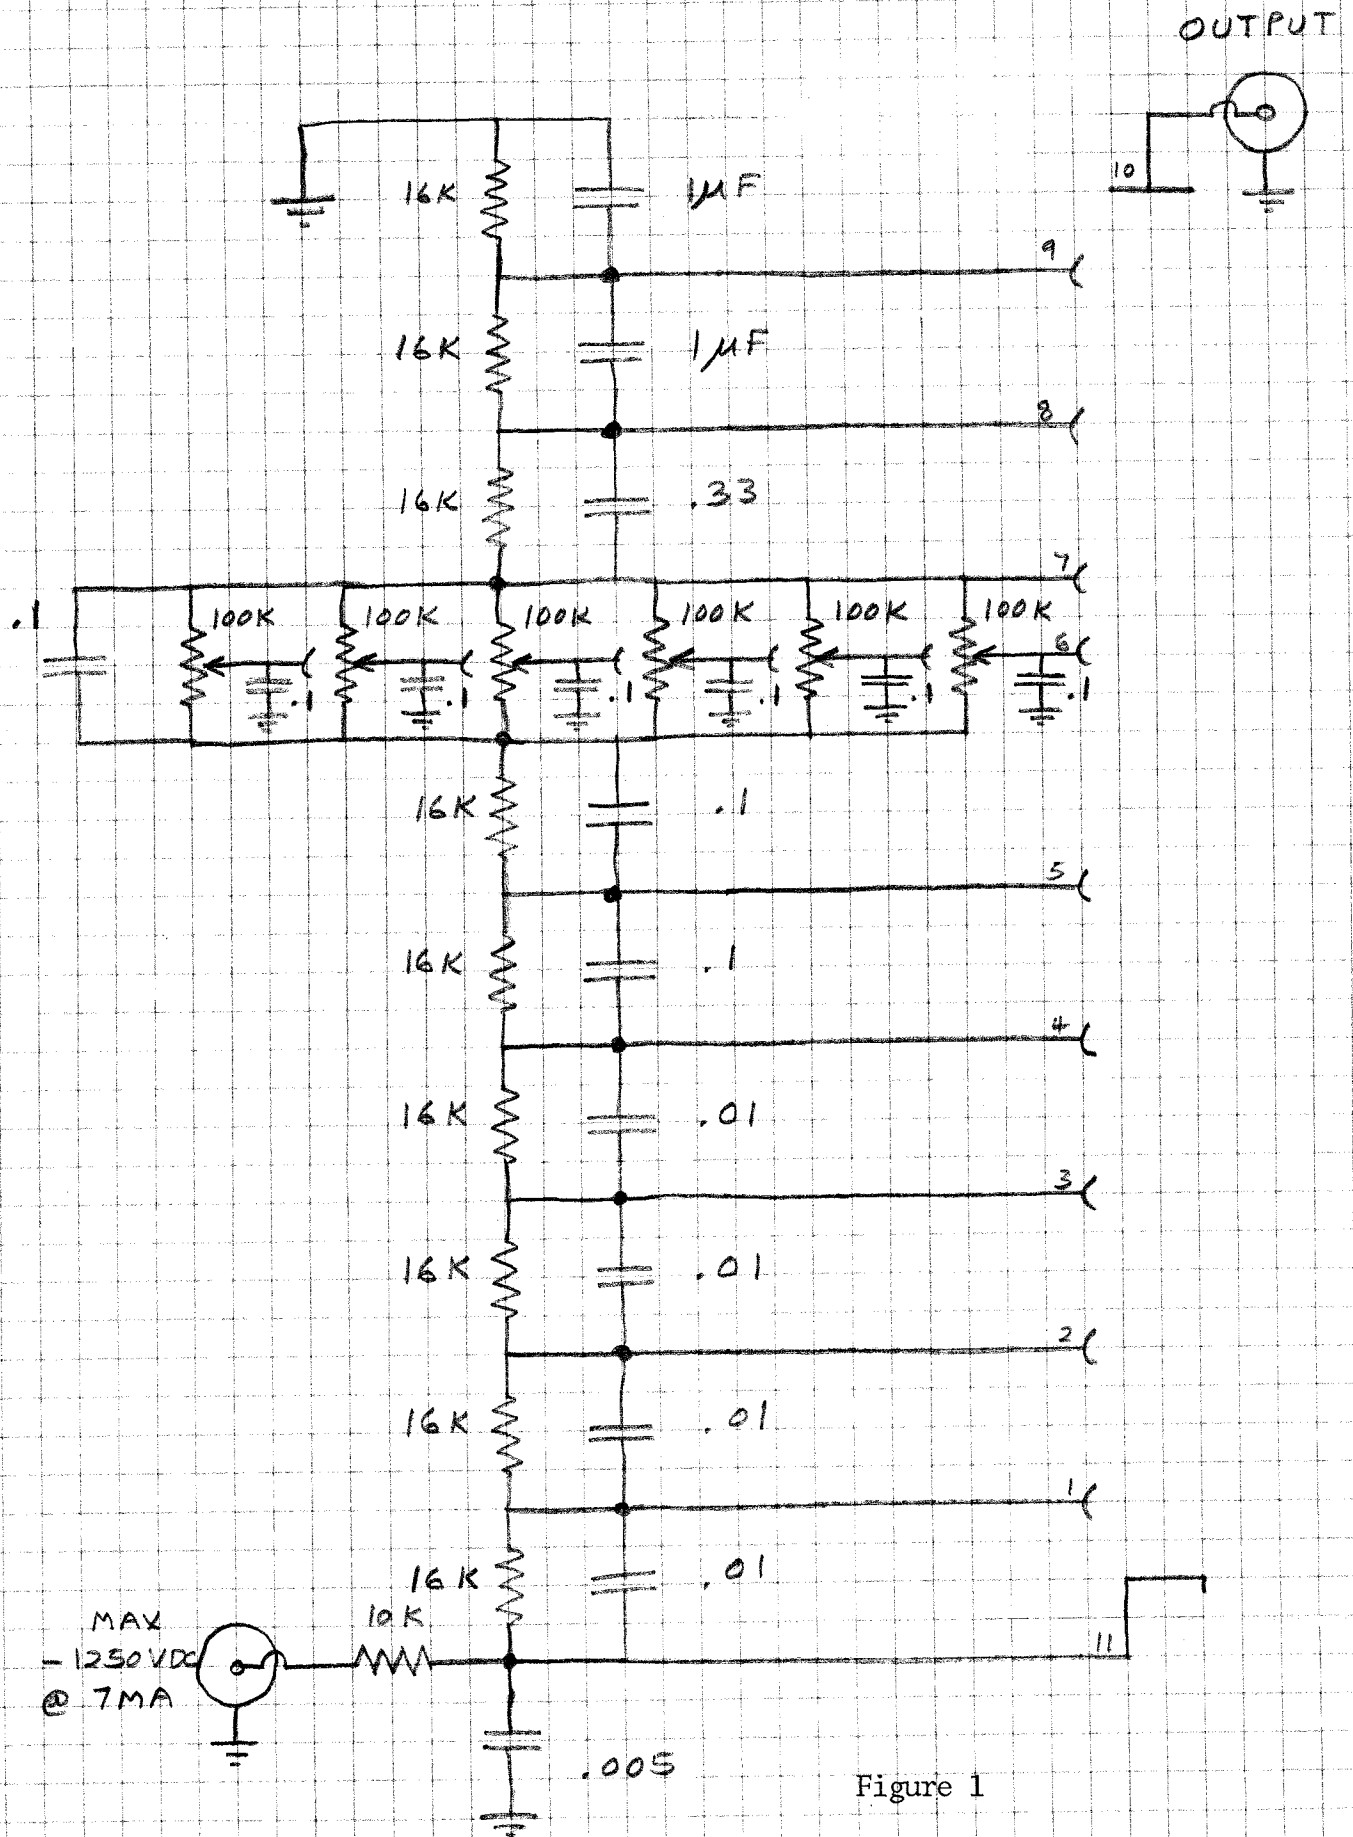 OUTPUT
10
16K
1µF
9
16K
1µF
8
16K
.33
7
.1
100K
100K
100K
100K
100K
100K
6
.1
.1
.1
.1
.1
.1
16K
.1
5
16K
.1
4
16K
.01
3
16K
.01
2
16K
.01
1
16K
.01
10K
MAX
-1250VDC
@ 7MA
11
.005
Figure 1